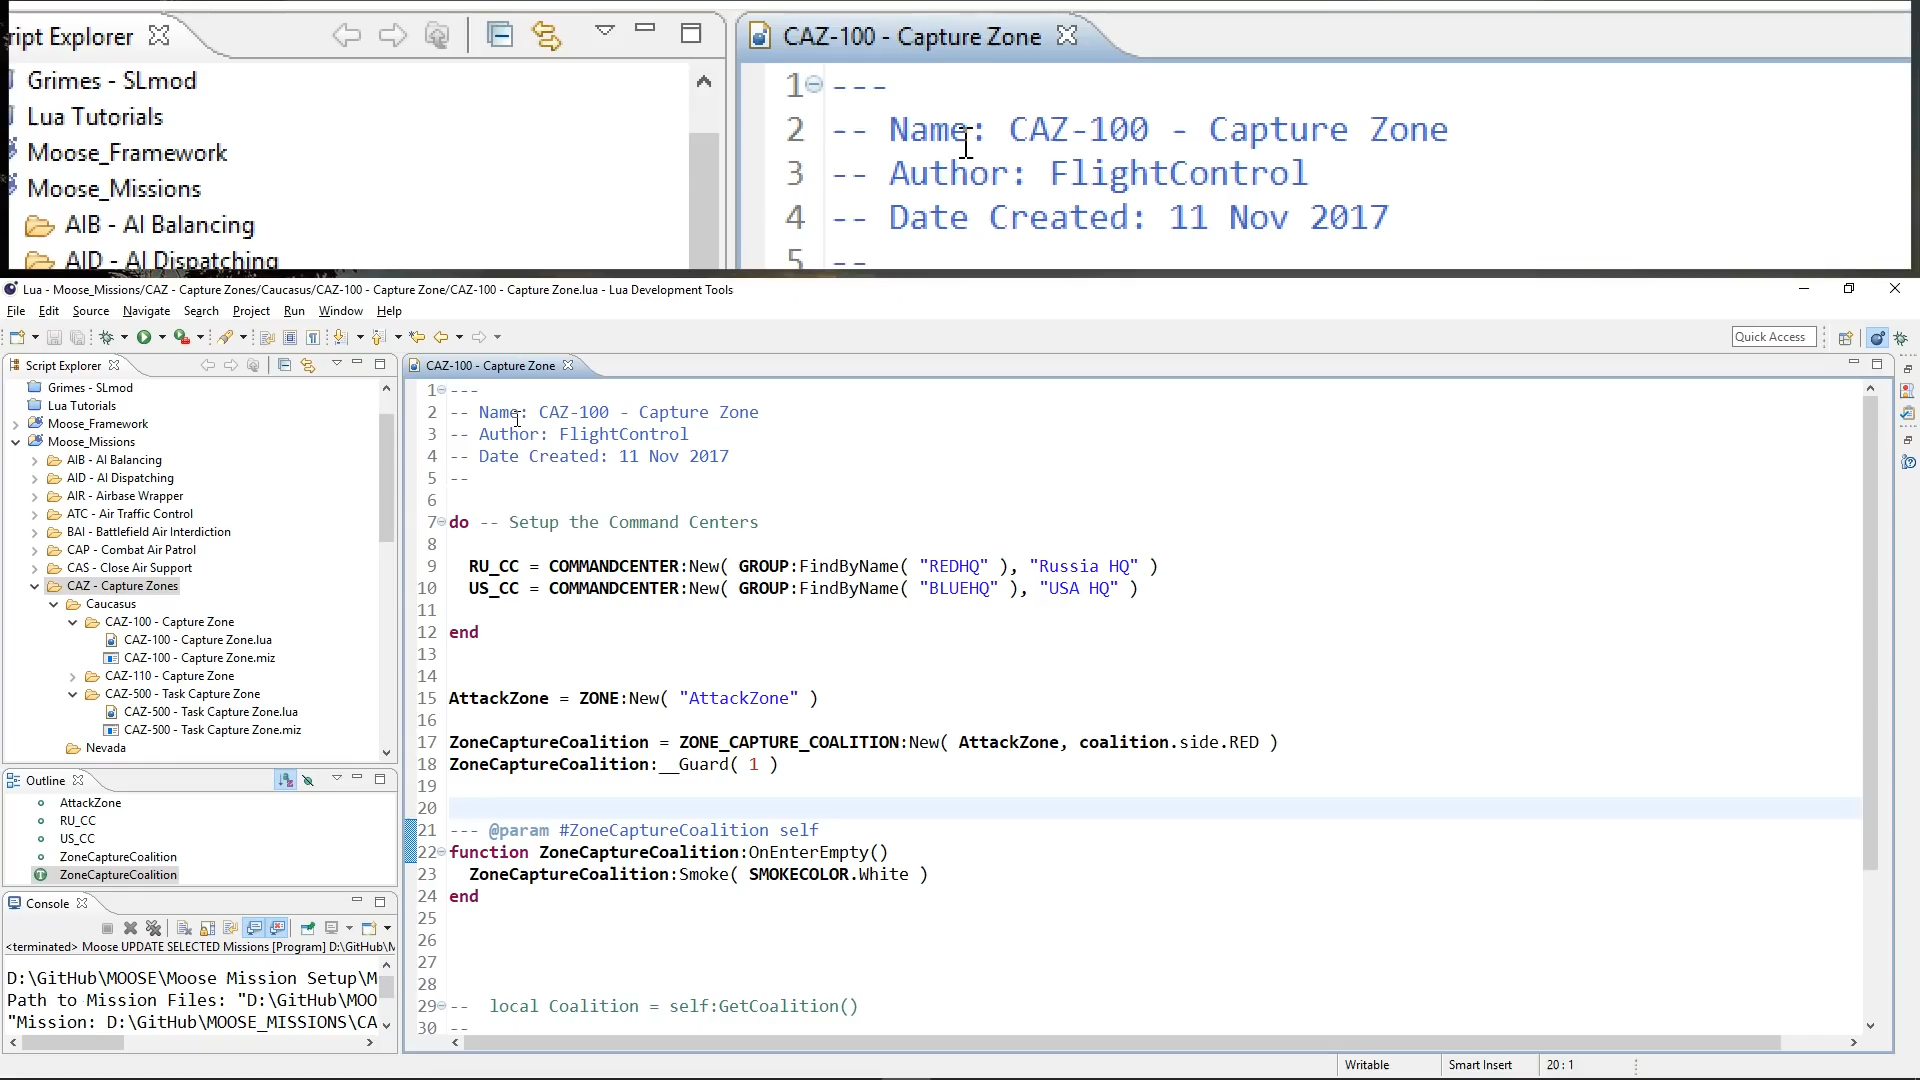 ript Explorer
Grimes - SLmod
Lua Tutorials
Moose_Framework
Moose_Missions
AIB - AI Balancing
AID - AI Dispatching
CAZ-100 - Capture Zone
1 ---
2 -- Name: CAZ-100 - Capture Zone
3 -- Author: FlightControl
4 -- Date Created: 11 Nov 2017
5 --
Lua - Moose_Missions/CAZ - Capture Zones/Caucasus/CAZ-100 - Capture Zone/CAZ-100 - Capture Zone.lua - Lua Development Tools
File Edit Source Navigate Search Project Run Window Help
Quick Access
Script Explorer
Grimes - SLmod
Lua Tutorials
Moose_Framework
Moose_Missions
AIB - AI Balancing
AID - AI Dispatching
AIR - Airbase Wrapper
ATC - Air Traffic Control
BAI - Battlefield Air Interdiction
CAP - Combat Air Patrol
CAS - Close Air Support
CAZ - Capture Zones
Caucasus
CAZ-100 - Capture Zone
CAZ-100 - Capture Zone.lua
CAZ-100 - Capture Zone.miz
CAZ-110 - Capture Zone
CAZ-500 - Task Capture Zone
CAZ-500 - Task Capture Zone.lua
CAZ-500 - Task Capture Zone.miz
Nevada
Outline
AttackZone
RU_CC
US_CC
ZoneCaptureCoalition
ZoneCaptureCoalition
Console
<terminated> Moose UPDATE SELECTED Missions [Program] D:\GitHub\M
D:\GitHub\MOOSE\Moose Mission Setup\M
Path to Mission Files: "D:\GitHub\MOO
"Mission: D:\GitHub\MOOSE_MISSIONS\CA
CAZ-100 - Capture Zone
1 ---
2 -- Name: CAZ-100 - Capture Zone
3 -- Author: FlightControl
4 -- Date Created: 11 Nov 2017
5 --
6
7 do -- Setup the Command Centers
8
9 RU_CC = COMMANDCENTER:New( GROUP:FindByName( "REDHQ" ), "Russia HQ" )
10 US_CC = COMMANDCENTER:New( GROUP:FindByName( "BLUEHQ" ), "USA HQ" )
11
12 end
13
14
15 AttackZone = ZONE:New( "AttackZone" )
16
17 ZoneCaptureCoalition = ZONE_CAPTURE_COALITION:New( AttackZone, coalition.side.RED )
18 ZoneCaptureCoalition:__Guard( 1 )
19
20
21 --- @param #ZoneCaptureCoalition self
22 function ZoneCaptureCoalition:OnEnterEmpty()
23 ZoneCaptureCoalition:Smoke( SMOKECOLOR.White )
24 end
25
26
27
28
29 -- local Coalition = self:GetCoalition()
30 --
Writable Smart Insert 20 : 1